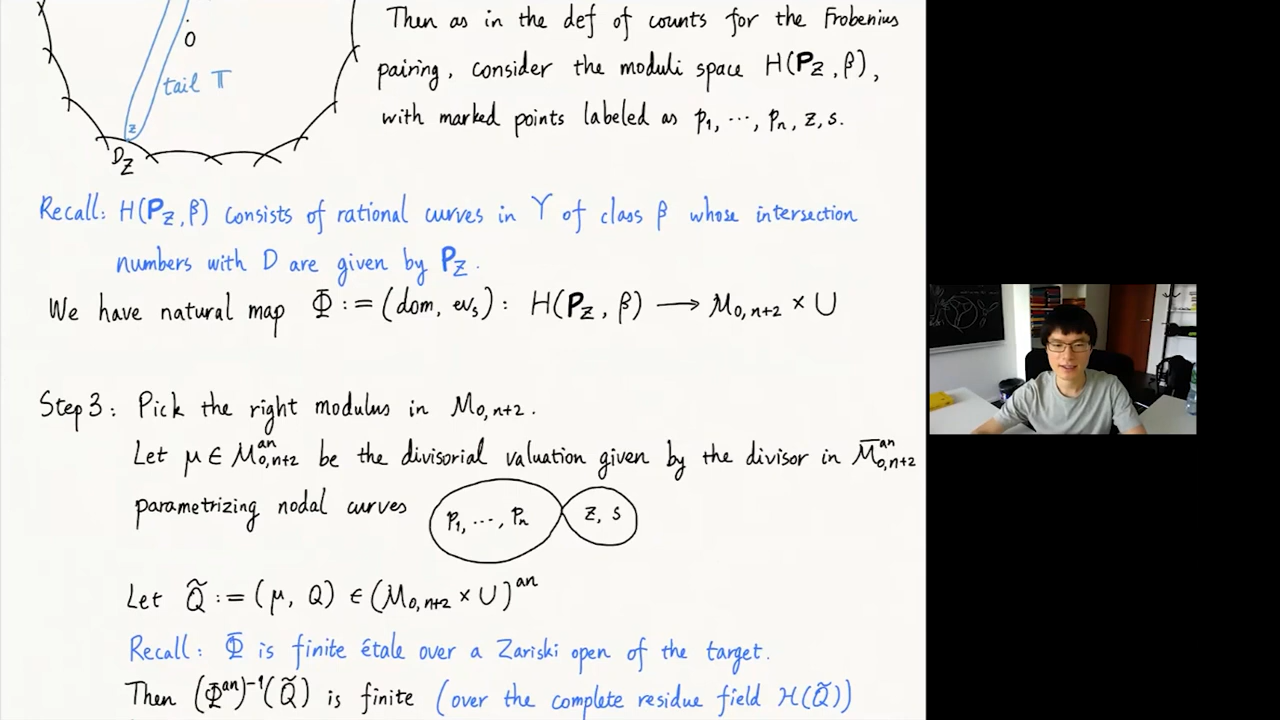 Then as in the def of counts for the Frobenius
O
pairing, consider the moduli space H(𝐏_Z, β),
tail T
with marked points labeled as p₁, ⋯, pₙ, z, s.
z
D_Z
Recall: H(𝐏_Z, β) consists of rational curves in Y of class β whose intersection
numbers with D are given by 𝐏_Z.
We have natural map Φ := (dom, ev_s): H(𝐏_Z, β) ⟶ M_{0,n+2} × U
Step 3: Pick the right modulus in M_{0,n+2}.
Let μ ∈ M^{an}_{0,n+2} be the divisorial valuation given by the divisor in M̄^{an}_{0,n+2}
parametrizing nodal curves p₁, ⋯, pₙ z, s
Let Q̃ := (μ, Q) ∈ (M_{0,n+2} × U)^{an}
Recall: Φ is finite étale over a Zariski open of the target.
Then (Φ^{an})^{-1}(Q̃) is finite (over the complete residue field H(Q̃))